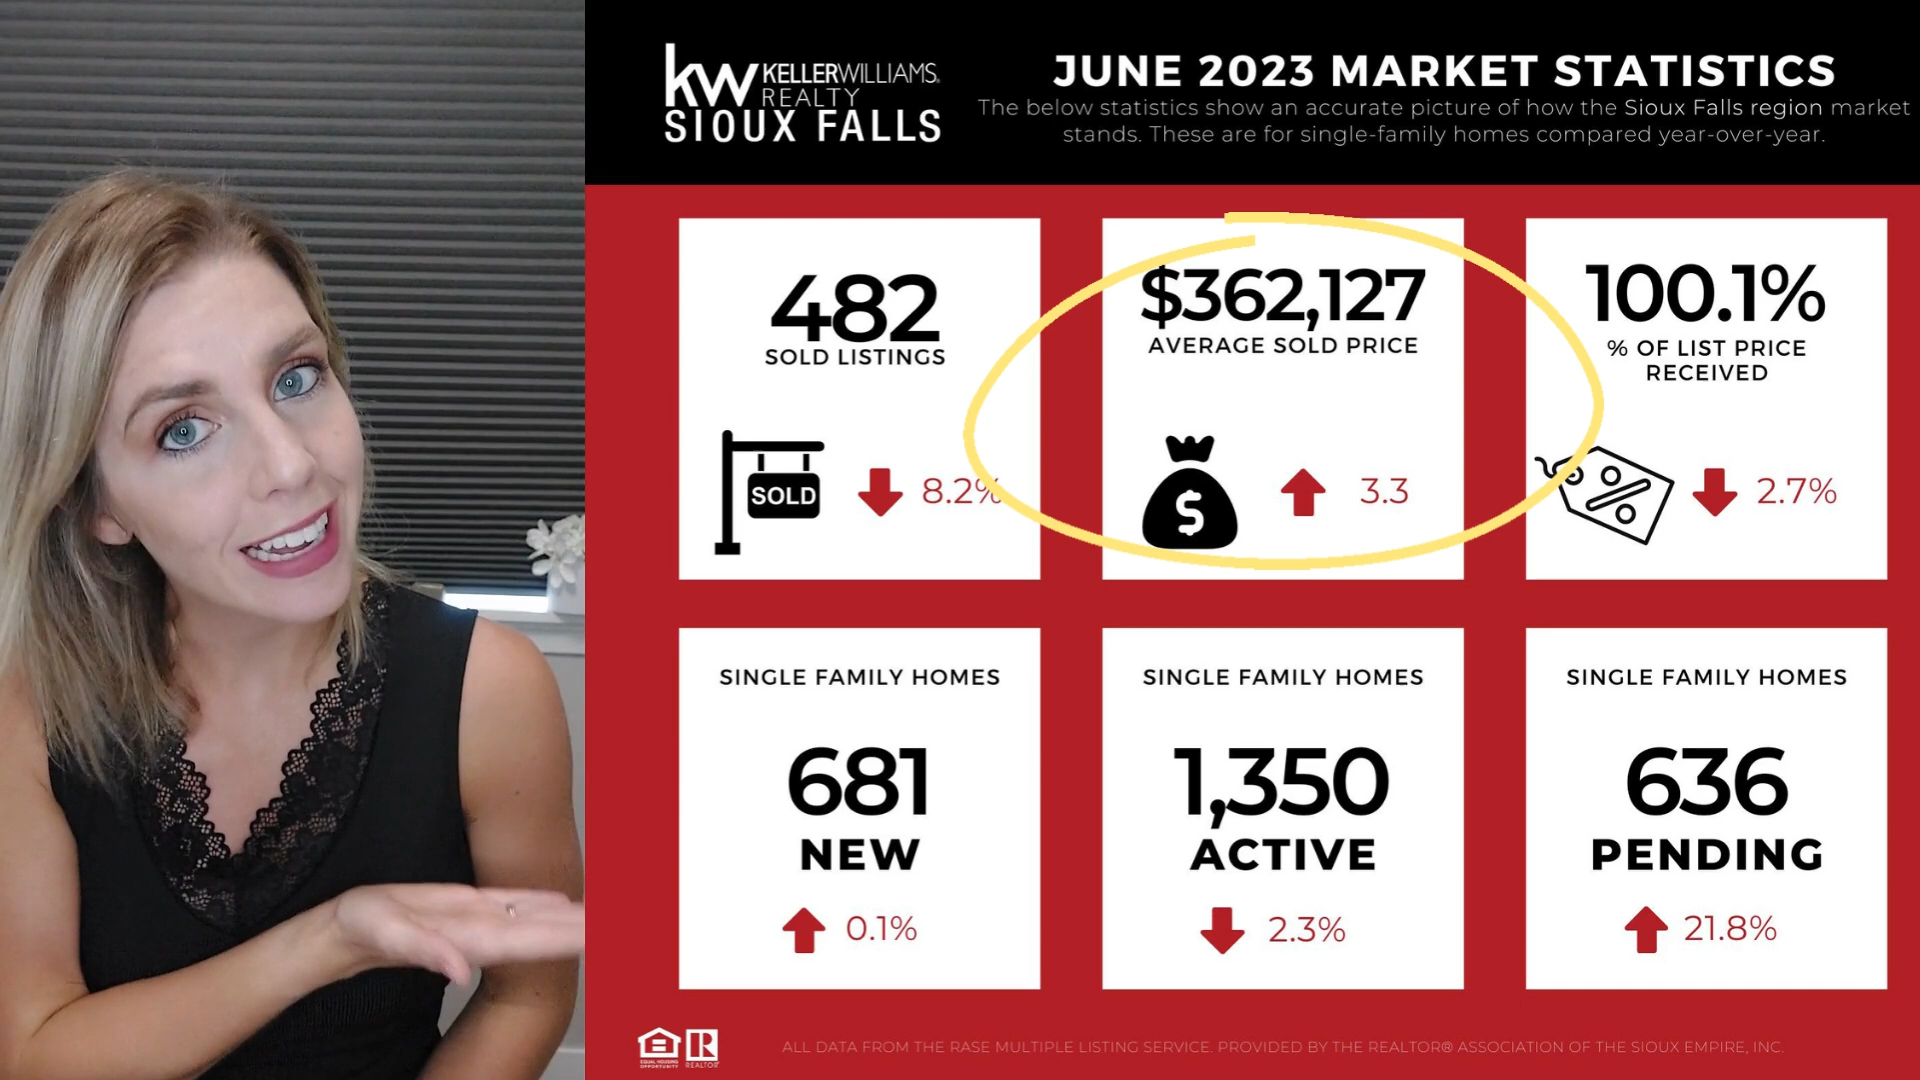 kw KELLERWILLIAMS.
REALTY
SIOUX FALLS
JUNE 2023 MARKET STATISTICS
The below statistics show an accurate picture of how the Sioux Falls region market
stands. These are for single-family homes compared year-over-year.
482
SOLD LISTINGS
SOLD
8.2%
$362,127
AVERAGE SOLD PRICE
$
3.3
100.1%
% OF LIST PRICE
RECEIVED
%
2.7%
SINGLE FAMILY HOMES
681
NEW
0.1%
SINGLE FAMILY HOMES
1,350
ACTIVE
2.3%
SINGLE FAMILY HOMES
636
PENDING
21.8%
EQUAL HOUSING
OPPORTUNITY
R
REALTOR®
ALL DATA FROM THE RASE MULTIPLE LISTING SERVICE. PROVIDED BY THE REALTOR® ASSOCIATION OF THE SIOUX EMPIRE, INC.